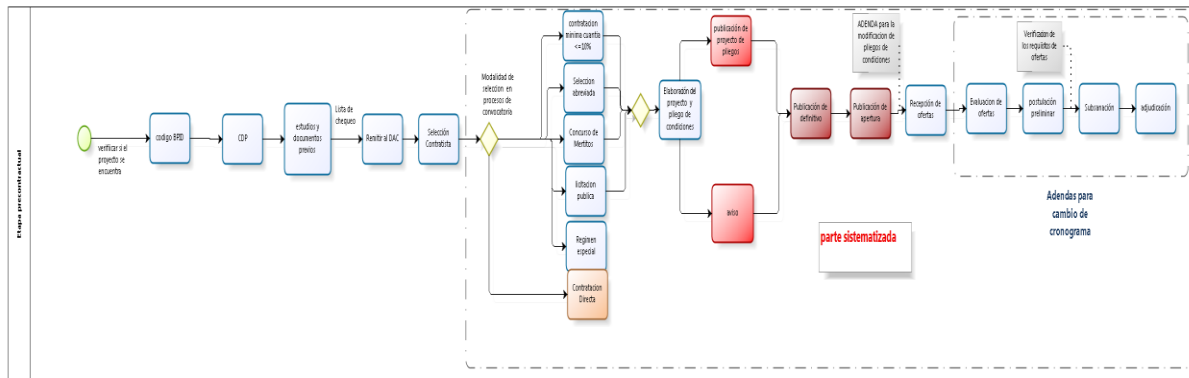 Etapa precontractual
verifiicar si el
proyecto se
encuentra
codigo BPID
CDP
estudios y
documentos
previos
Lista de
chequeo
Remitir al DAC
Selección
Contratista
Modalidad de
seleccion en
procesos de
convocatoria
contratacion
minima cuantia
<=10%
Seleccion
abreviada
Concurso de
Mertitos
licitacion
publica
Regimen
especial
Contratacion
Directa
Elaboración del
proyecto y
pliego de
condiciones
publicación de
proyecto de
pliegos
aviso
Publicación de
definitivo
Publicación de
apertura
ADENDA para la
modificacion de
pliegos de
condiciones
Recepción de
ofertas
parte sistematizada
Evaluacion de
ofertas
postulación
preliminar
Verificacion de
los requisitos de
ofertas
Subranación
adjudicación
Adendas para
cambio de
cronograma